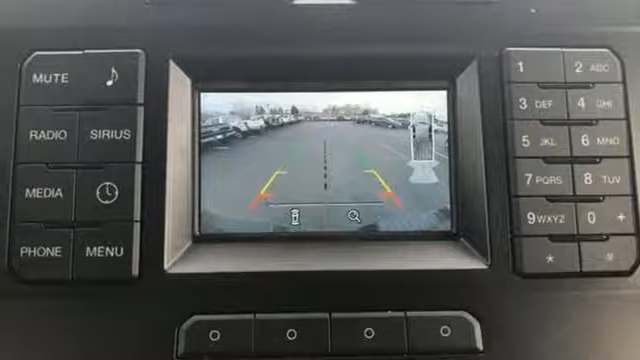 MUTE
RADIO SIRIUS
MEDIA
PHONE MENU
1 2 ABC
3 DEF 4 GHI
5 JKL 6 MNO
7 PQRS 8 TUV
9 WXYZ 0 +
* #